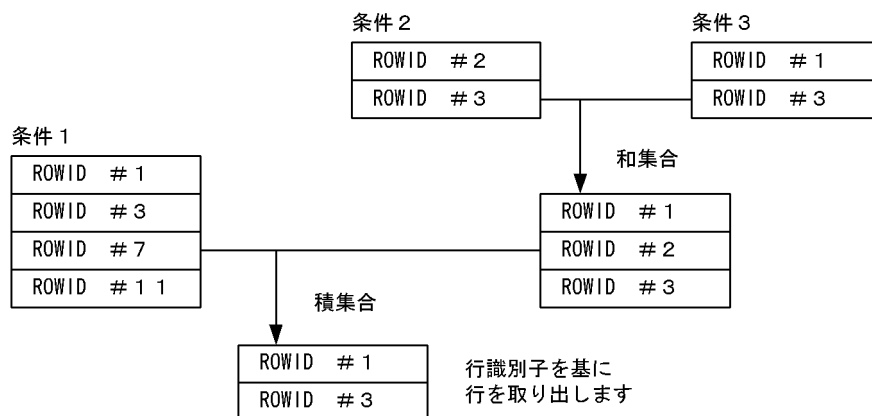 条件２
ROWID ＃２
ROWID ＃３
条件３
ROWID ＃１
ROWID ＃３
条件１
ROWID ＃１
ROWID ＃３
ROWID ＃７
ROWID ＃１１
和集合
ROWID ＃１
ROWID ＃２
ROWID ＃３
積集合
ROWID ＃１
ROWID ＃３
行識別子を基に
行を取り出します